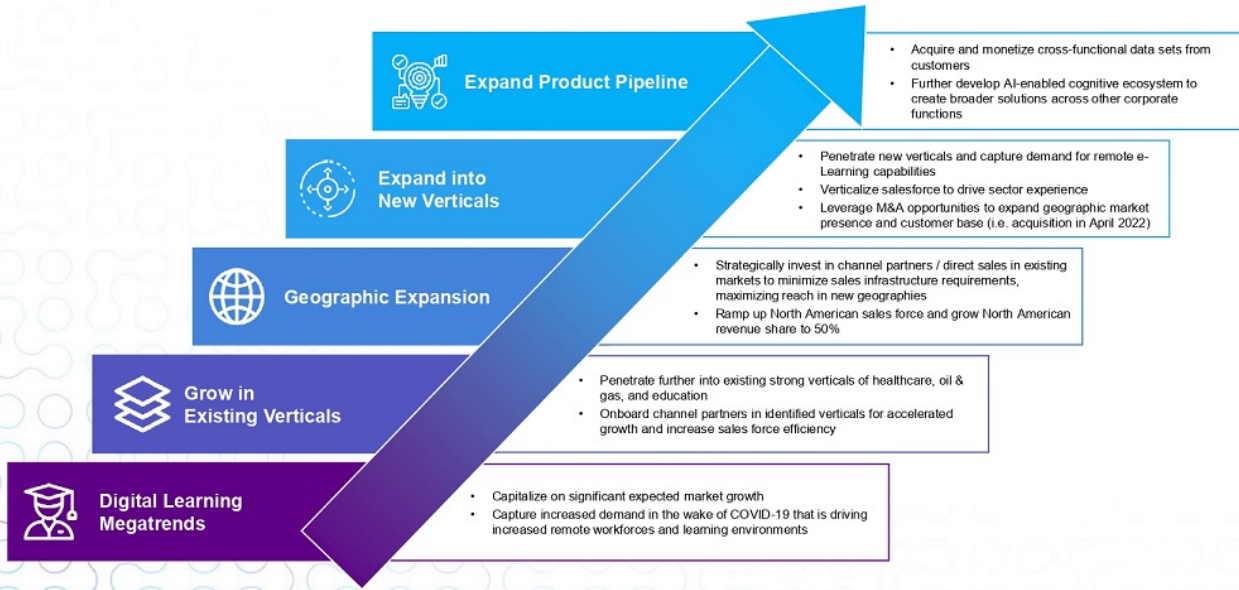 Expand Product Pipeline
• Acquire and monetize cross-functional data sets from
customers
• Further develop AI-enabled cognitive ecosystem to
create broader solutions across other corporate
functions
Expand into
New Verticals
• Penetrate new verticals and capture demand for remote e-
Learning capabilities
• Verticalize salesforce to drive sector experience
• Leverage M&A opportunities to expand geographic market
presence and customer base (i.e. acquisition in April 2022)
Geographic Expansion
• Strategically invest in channel partners / direct sales in existing
markets to minimize sales infrastructure requirements,
maximizing reach in new geographies
• Ramp up North American sales force and grow North American
revenue share to 50%
Grow in
Existing Verticals
• Penetrate further into existing strong verticals of healthcare, oil &
gas, and education
• Onboard channel partners in identified verticals for accelerated
growth and increase sales force efficiency
Digital Learning
Megatrends
• Capitalize on significant expected market growth
• Capture increased demand in the wake of COVID-19 that is driving
increased remote workforces and learning environments